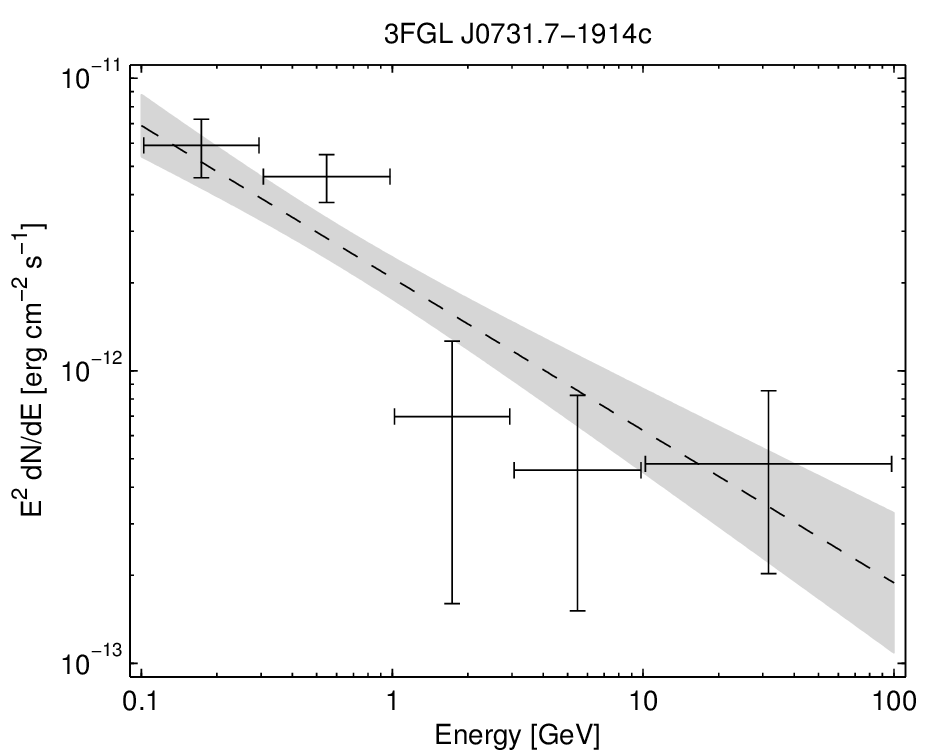 3FGL J0731.7−1914c
10⁻¹¹
10⁻¹²
10⁻¹³
E² dN/dE [erg cm⁻² s⁻¹]
0.1 1 10 100
Energy [GeV]